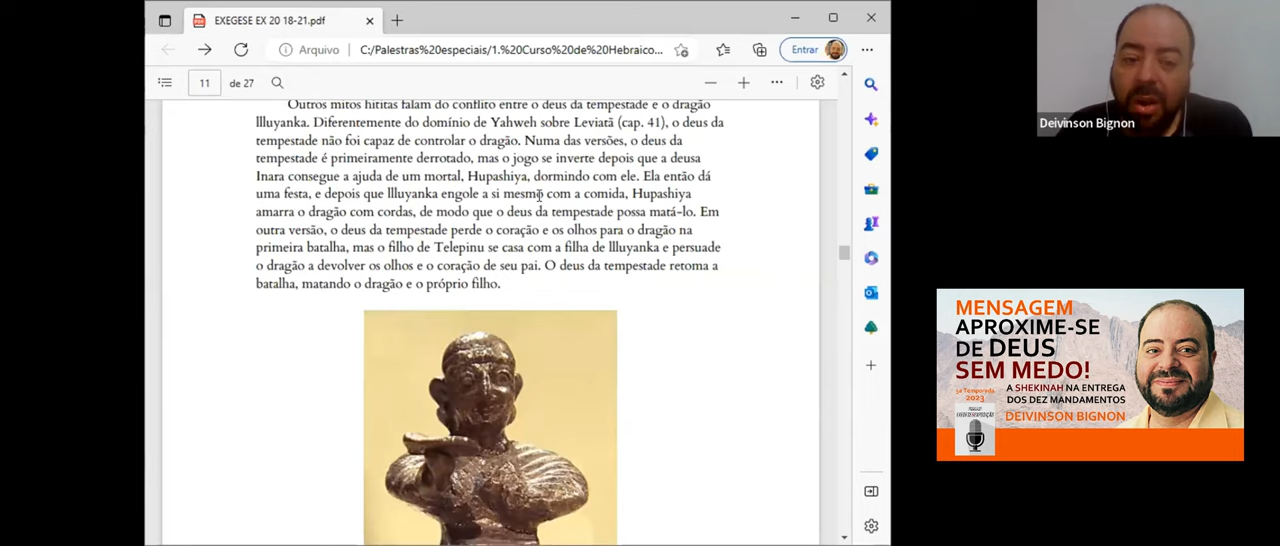 EXEGESE EX 20 18-21.pdf
Arquivo
C:/Palestras%20especiais/1.%20Curso%20de%20Hebraico...
Entrar
11
de 27
Outros mitos hititas falam do conflito entre o deus da tempestade e o dragão
llluyanka. Diferentemente do domínio de Yahweh sobre Leviatã (cap. 41), o deus da
tempestade não foi capaz de controlar o dragão. Numa das versões, o deus da
tempestade é primeiramente derrotado, mas o jogo se inverte depois que a deusa
Inara consegue a ajuda de um mortal, Hupashiya, dormindo com ele. Ela então dá
uma festa, e depois que llluyanka engole a si mesmo com a comida, Hupashiya
amarra o dragão com cordas, de modo que o deus da tempestade possa matá-lo. Em
outra versão, o deus da tempestade perde o coração e os olhos para o dragão na
primeira batalha, mas o filho de Telepinu se casa com a filha de llluyanka e persuade
o dragão a devolver os olhos e o coração de seu pai. O deus da tempestade retoma a
batalha, matando o dragão e o próprio filho.
Deivinson Bignon
MENSAGEM
APROXIME-SE
DE DEUS
SEM MEDO!
A SHEKINAH NA ENTREGA
DOS DEZ MANDAMENTOS
DEIVINSON BIGNON
Temporada
2023